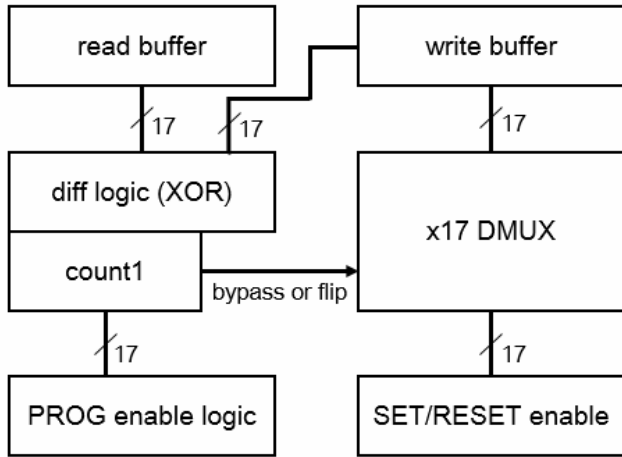 read buffer
write buffer
17
17
17
diff logic (XOR)
x17 DMUX
count1
bypass or flip
17
17
PROG enable logic
SET/RESET enable